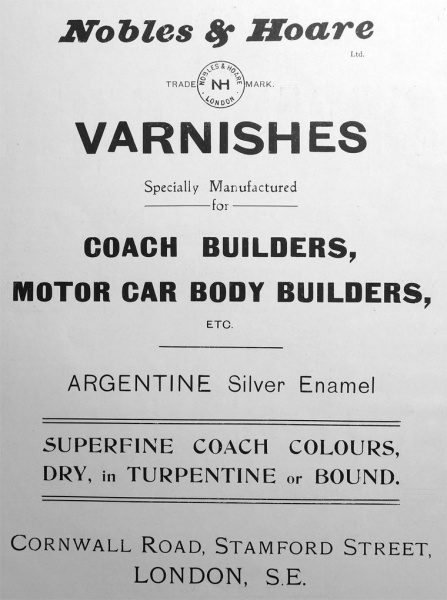 Nobles & Hoare
Ltd.
TRADE NOBLES & HOARE NH LONDON MARK.
VARNISHES
Specially Manufactured
for
COACH BUILDERS,
MOTOR CAR BODY BUILDERS,
ETC.
ARGENTINE Silver Enamel
SUPERFINE COACH COLOURS,
DRY, in TURPENTINE or BOUND.
CORNWALL ROAD, STAMFORD STREET,
LONDON, S.E.